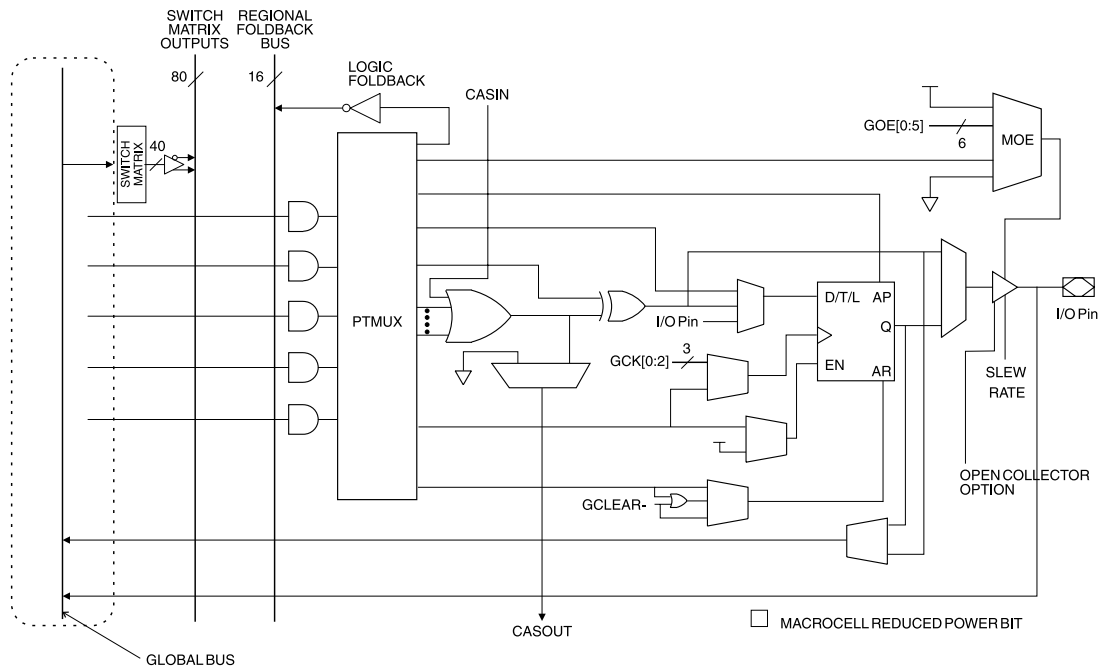 SWITCH
MATRIX
OUTPUTS
REGIONAL
FOLDBACK
BUS
80
16
LOGIC
FOLDBACK
CASIN
GOE[0:5]
6
MOE
SWITCH
MATRIX
40
PTMUX
I/O Pin
D/T/L
AP
Q
EN
AR
GCK[0:2]
3
I/O Pin
SLEW
RATE
OPEN COLLECTOR
OPTION
GCLEAR-
CASOUT
MACROCELL REDUCED POWER BIT
GLOBAL BUS